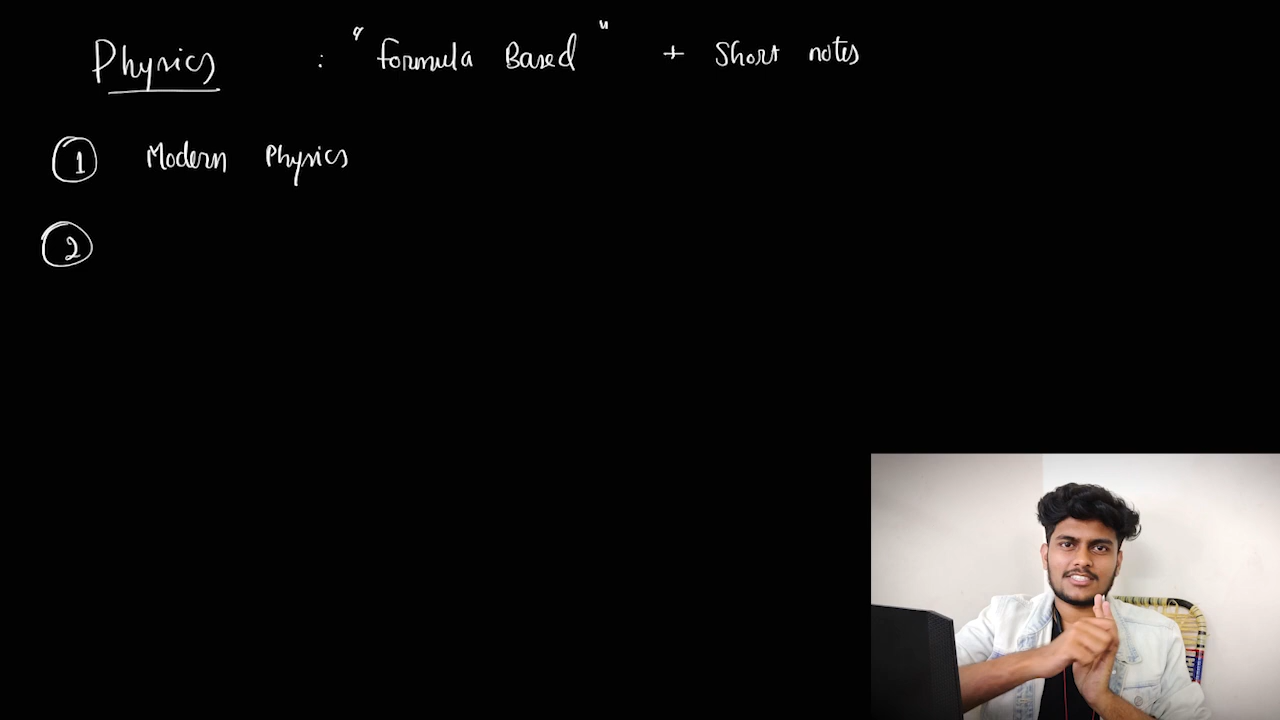 Physics : "Formula Based" + Short notes
1 Modern Physics
2